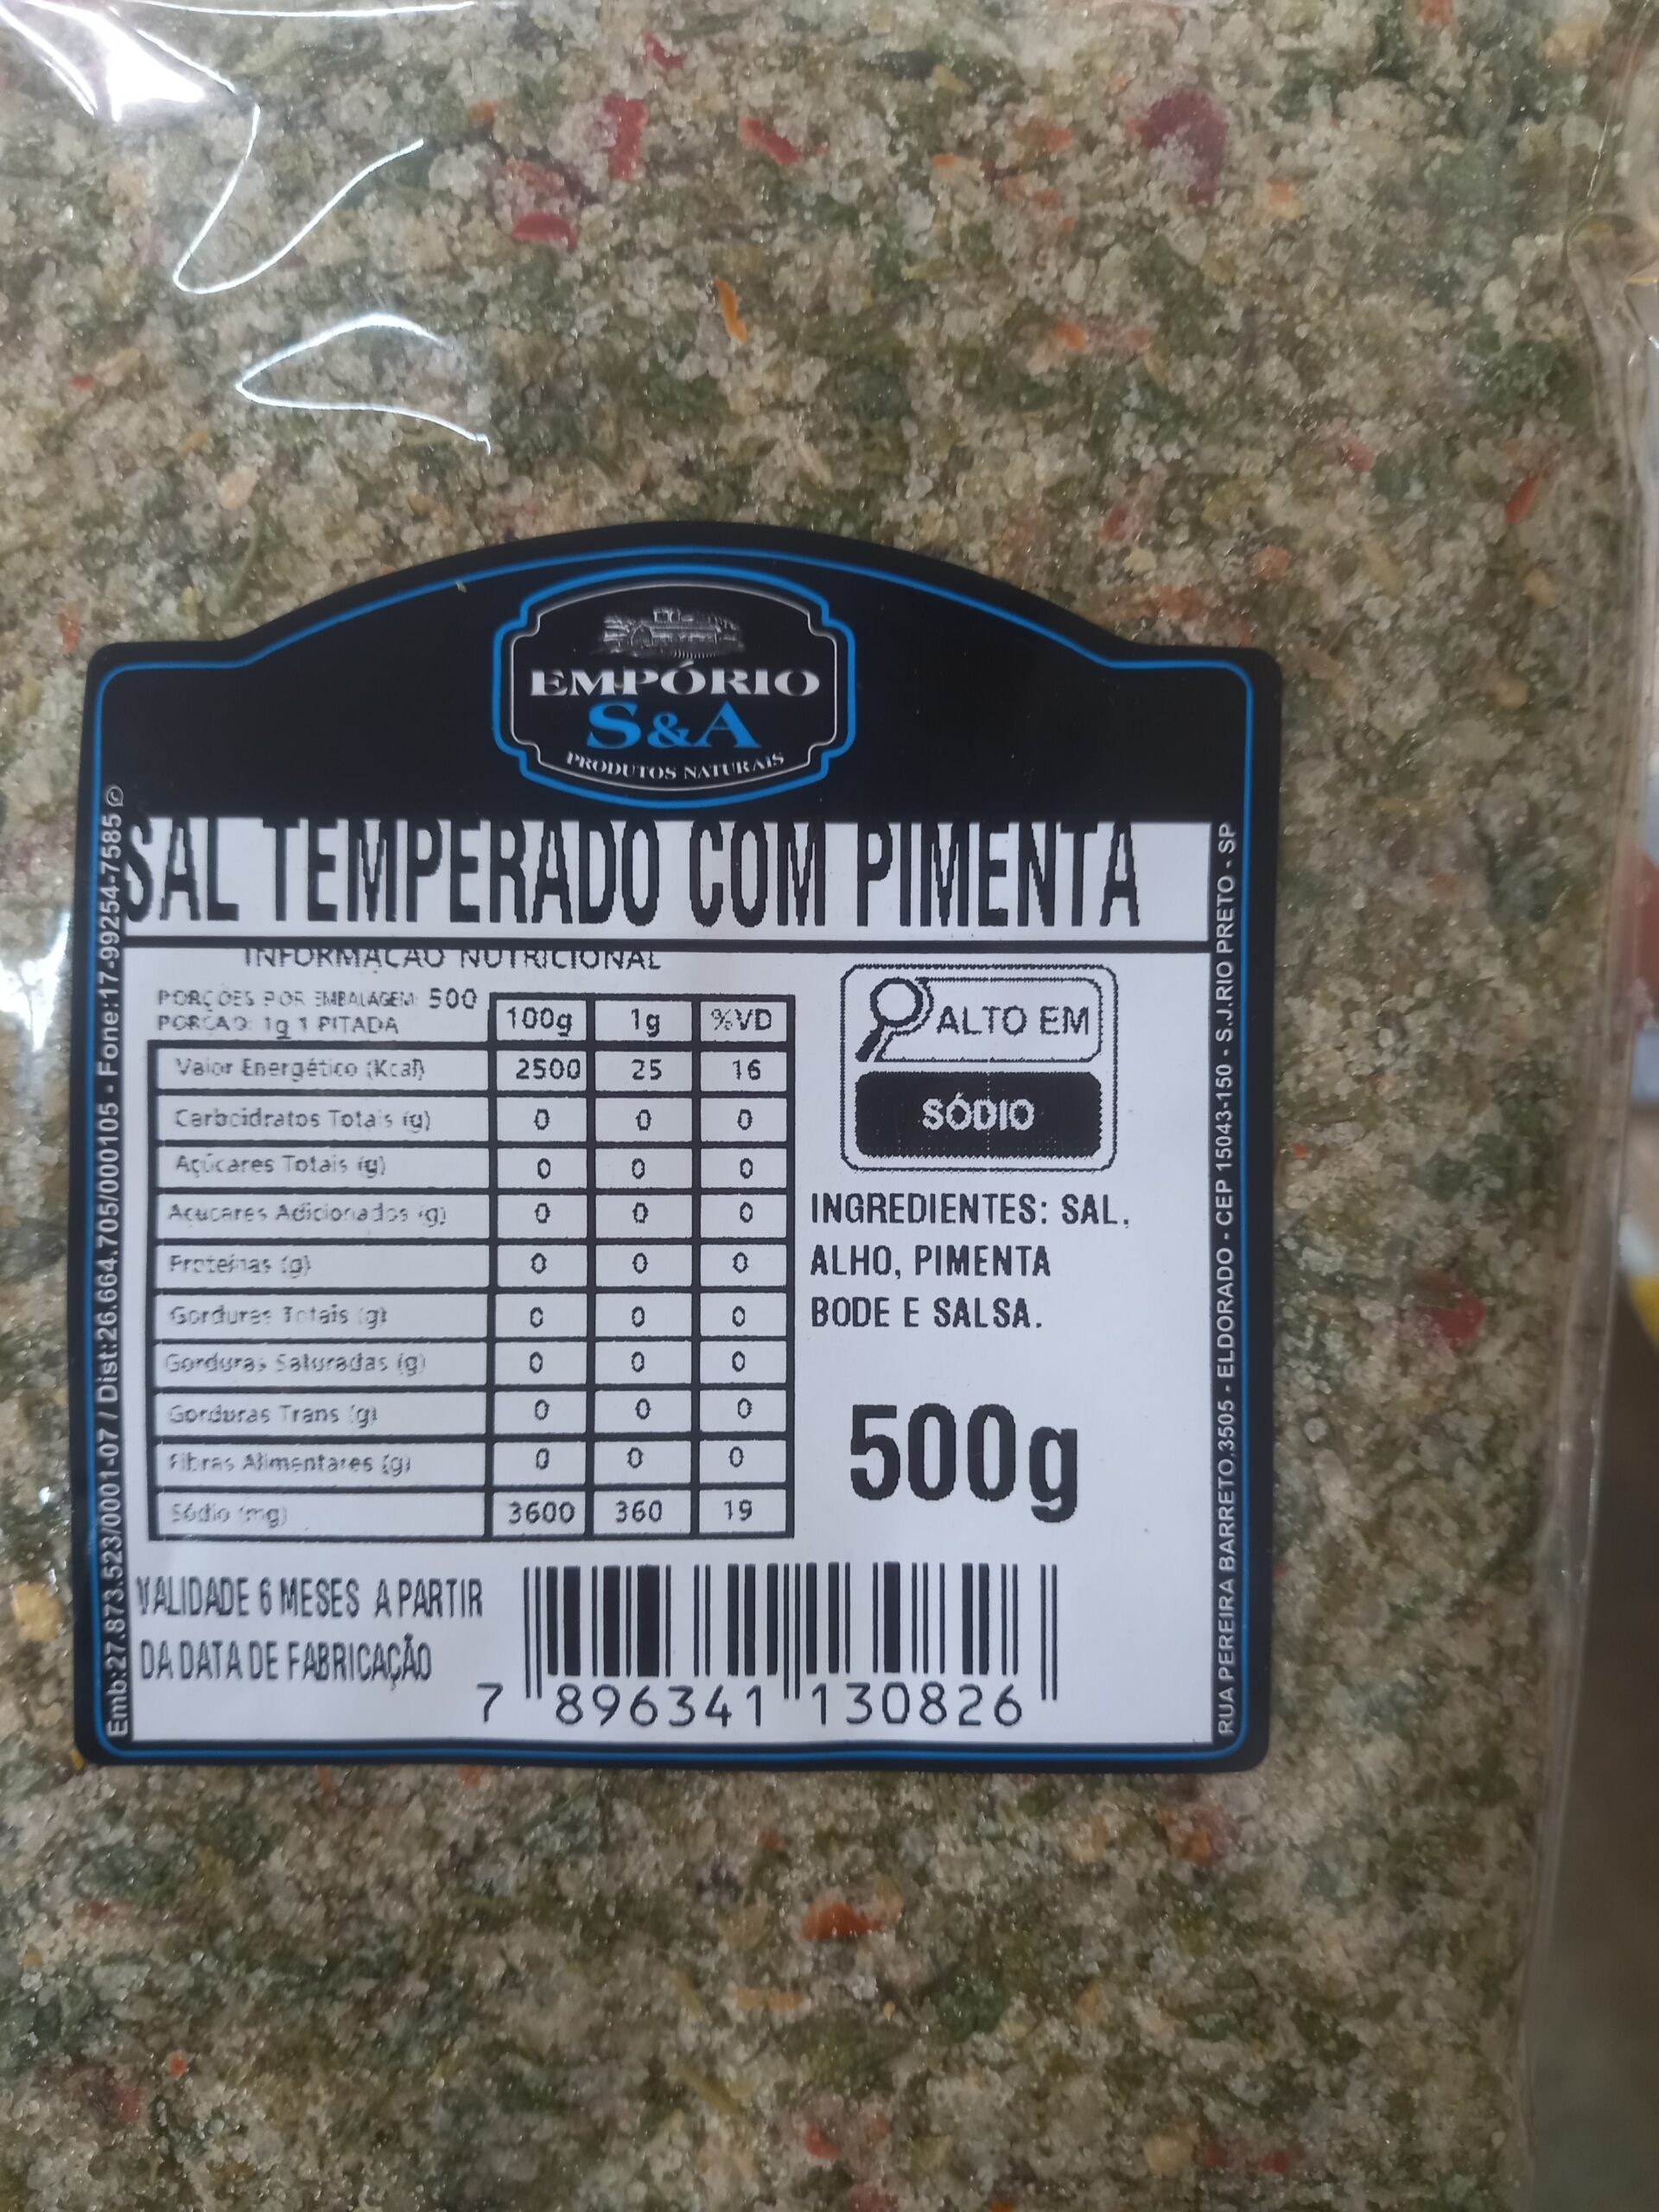 EMPÓRIO
S&A
PRODUTOS NATURAIS
SAL TEMPERADO COM PIMENTA
INFORMAÇÃO NUTRICIONAL
PORÇOES POR EMBALAGEM: 500
PORÇAO: 1g 1 PITADA
100g 1g %VD
Valor Energético (Kcal) 2500 25 16
Carboidratos Totais (g) 0 0 0
Açúcares Totais (g) 0 0 0
Acucares Adicionados (g) 0 0 0
Proteínas (g) 0 0 0
Gorduras Totais (g) 0 0 0
Gorduras Saturadas (g) 0 0 0
Gorduras Trans (g) 0 0 0
Fibras Alimentares (g) 0 0 0
Sódio (mg) 3600 360 19
ALTO EM
SÓDIO
INGREDIENTES: SAL,
ALHO, PIMENTA
BODE E SALSA.
500g
VALIDADE 6 MESES A PARTIR
DA DATA DE FABRICAÇÃO
7 896341 130826
Emb:27.873.523/0001-07 / Dist:26.664.705/000105 - Fone:17-99254-7585
RUA PEREIRA BARRETO,3505 - ELDORADO - CEP 15043-150 - S.J.RIO PRETO - SP